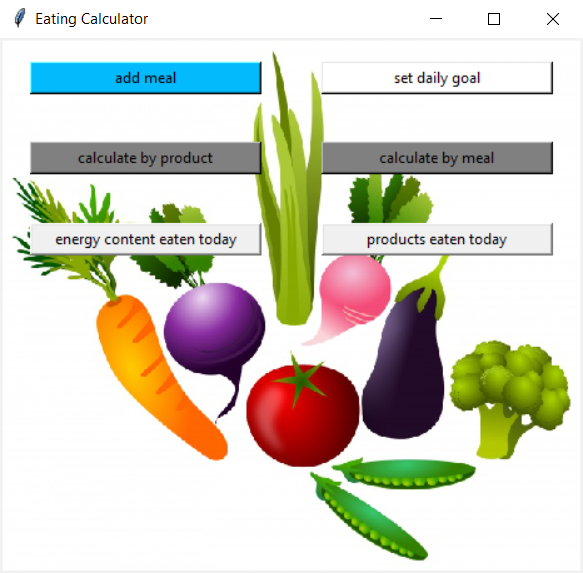 Eating Calculator
add meal
set daily goal
calculate by product
calculate by meal
energy content eaten today
products eaten today